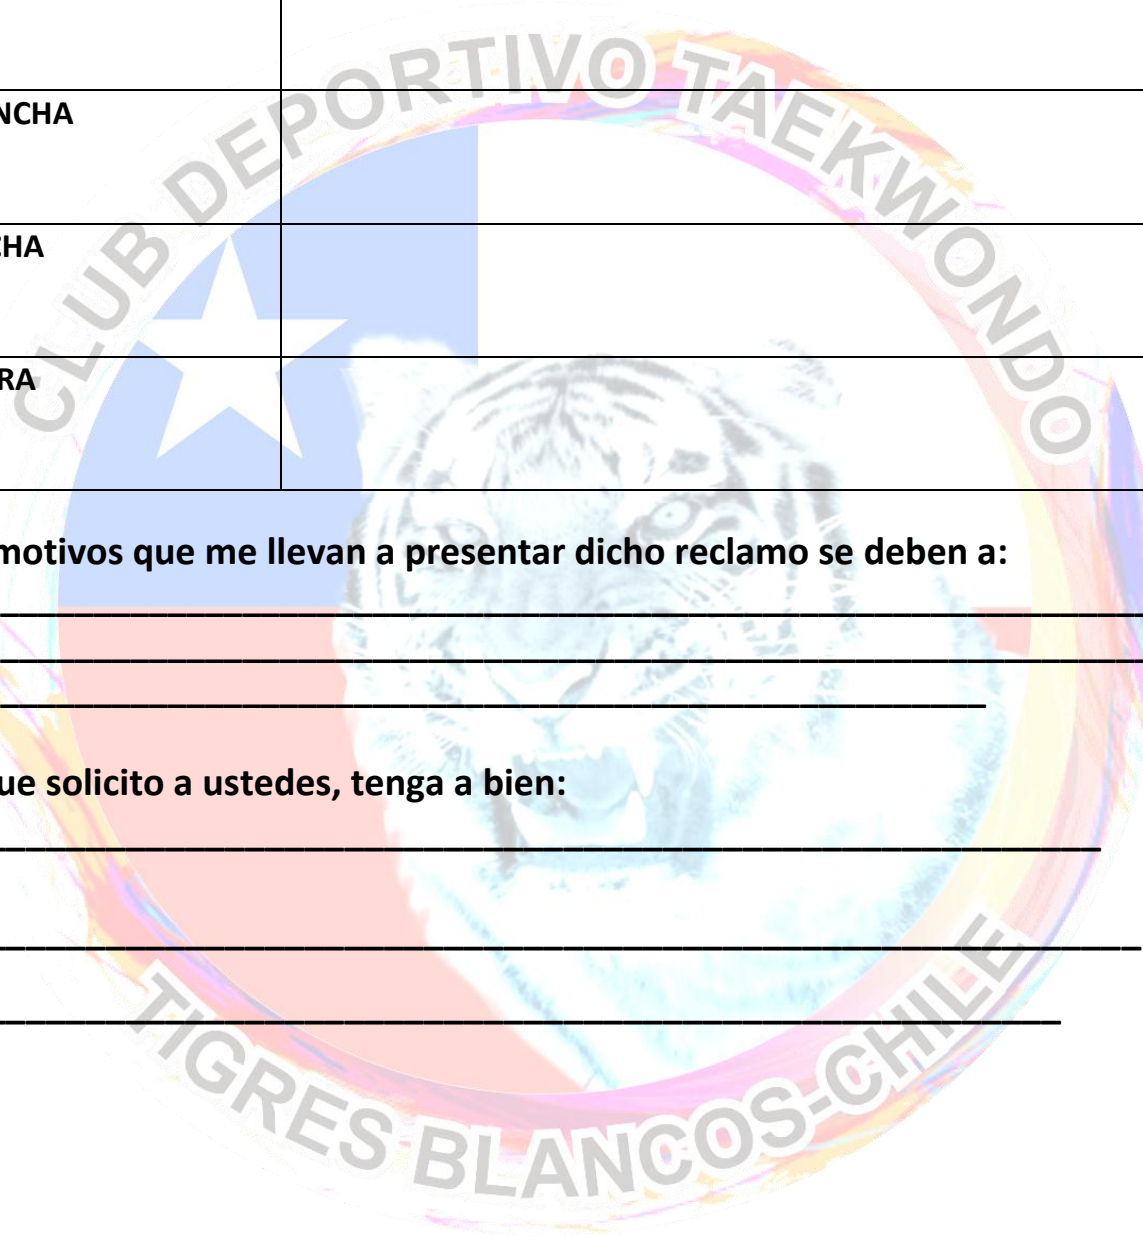 CLUB DEPORTIVO TAEKWONDO
NCHA
CHA
RA
motivos que me llevan a presentar dicho reclamo se deben a:
ue solicito a ustedes, tenga a bien:
TIGRES BLANCOS-CHILE